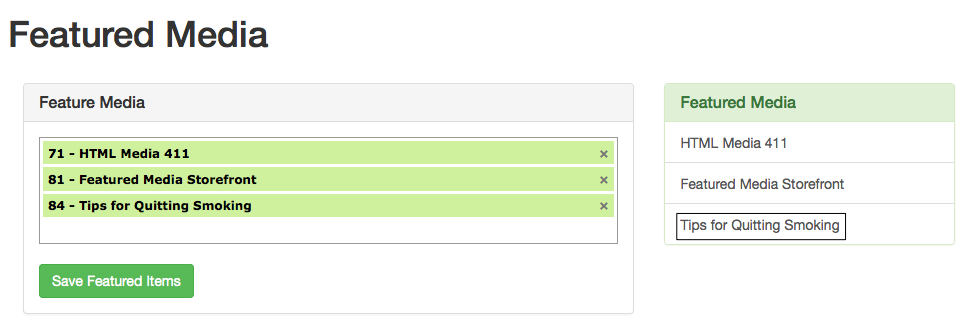 Featured Media
Feature Media
71 - HTML Media 411 ×
81 - Featured Media Storefront ×
84 - Tips for Quitting Smoking ×
Save Featured Items
Featured Media
HTML Media 411
Featured Media Storefront
Tips for Quitting Smoking